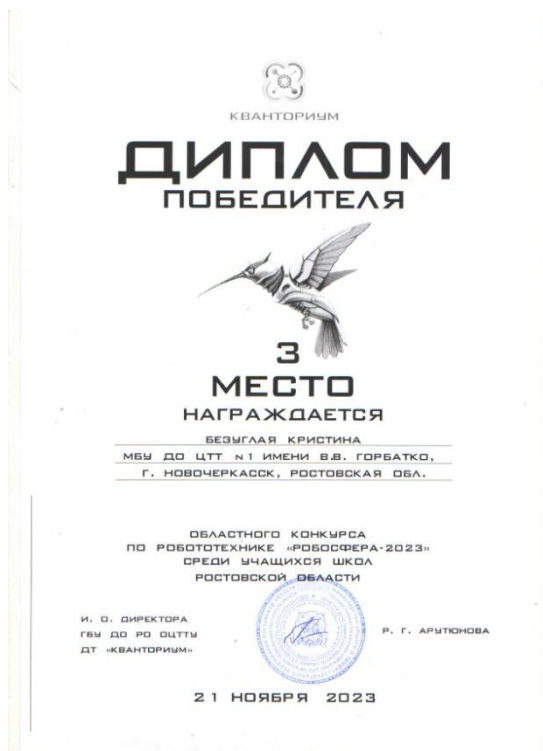 КВАНТОРИУМ
ДИПЛОМ
ПОБЕДИТЕЛЯ
3
МЕСТО
НАГРАЖДАЕТСЯ
БЕЗУГЛАЯ КРИСТИНА
МБУ ДО ЦТТ №1 ИМЕНИ В.В. ГОРБАТКО,
Г. НОВОЧЕРКАССК, РОСТОВСКАЯ ОБЛ.
ОБЛАСТНОГО КОНКУРСА
ПО РОБОТОТЕХНИКЕ «РОБОСФЕРА-2023»
СРЕДИ УЧАЩИХСЯ ШКОЛ
РОСТОВСКОЙ ОБЛАСТИ
И. О. ДИРЕКТОРА
ГБУ ДО РО ОЦТТУ
ДТ «КВАНТОРИУМ»
Р. Г. АРУТЮНОВА
21 НОЯБРЯ 2023